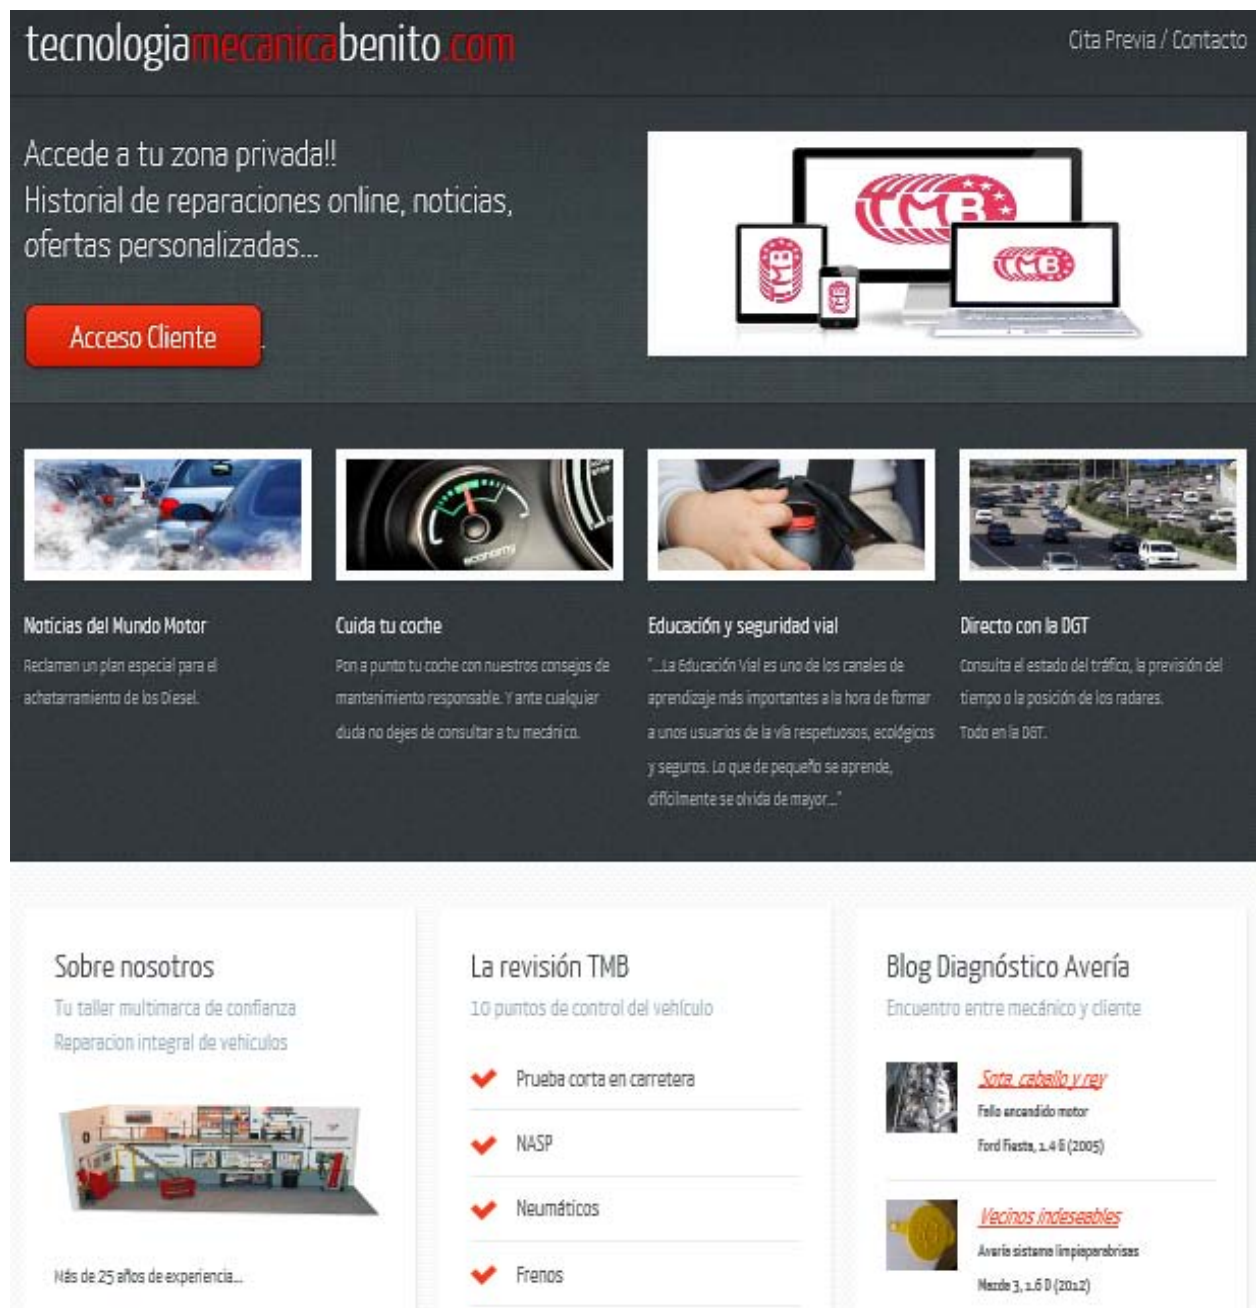 tecnologiamecanicabenito.com
Cita Previa / Contacto
Accede a tu zona privada!!
Historial de reparaciones online, noticias,
ofertas personalizadas...
Acceso Cliente
TMB
TMB
TMB
TMB
economy
Noticias del Mundo Motor
Reclaman un plan especial para el
achatarramiento de los Diesel.
Cuida tu coche
Pon a punto tu coche con nuestros consejos de
mantenimiento responsable. Y ante cualquier
duda no dejes de consultar a tu mecánico.
Educación y seguridad vial
"...La Educación Vial es uno de los canales de
aprendizaje más importantes a la hora de formar
a unos usuarios de la vía respetuosos, ecológicos
y seguros. Lo que de pequeño se aprende,
difícilmente se olvida de mayor..."
Directo con la DGT
Consulta el estado del tráfico, la previsión del
tiempo o la posición de los radares.
Todo en la DGT.
Sobre nosotros
Tu taller multimarca de confianza
Reparacion integral de vehiculos
Más de 25 años de experiencia...
La revisión TMB
10 puntos de control del vehículo
Prueba corta en carretera
NASP
Neumáticos
Frenos
Blog Diagnóstico Avería
Encuentro entre mecánico y cliente
Sota, caballo y rey
Fallo encendido motor
Ford Fiesta, 1.4 G (2005)
Vecinos indeseables
Avería sistema limpiaparabrisas
Mazda 3, 1.6 D (2012)